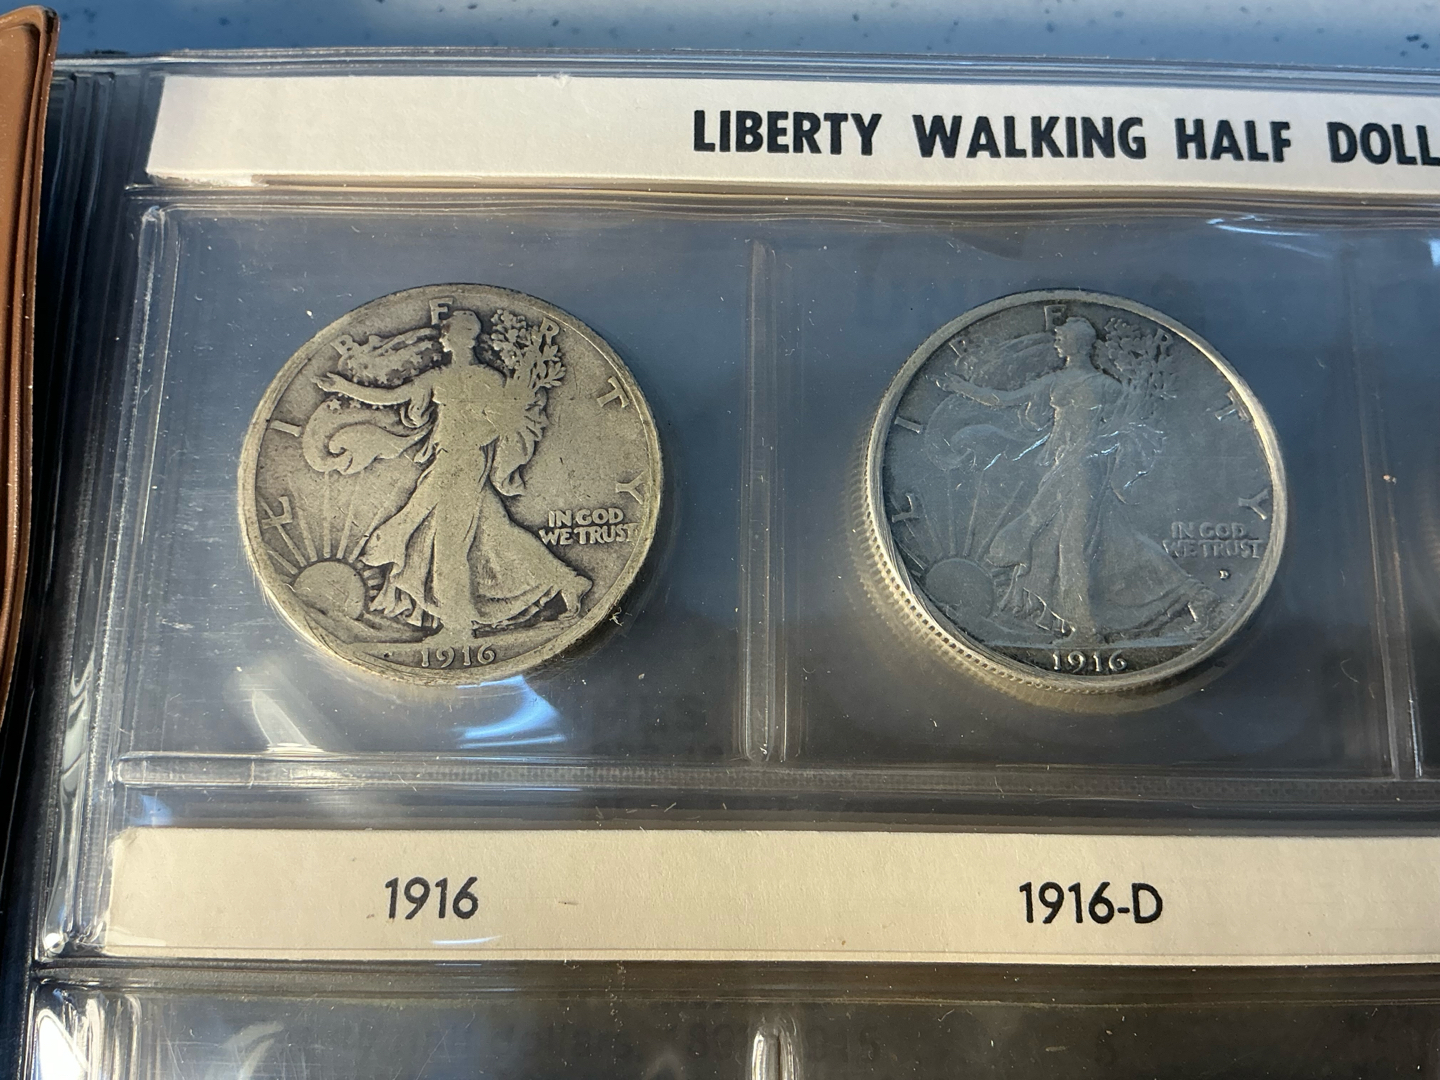 LIBERTY WALKING HALF DOLL
LIBERTY
IN GOD
WE TRUST
1916
LIBERTY
IN GOD
WE TRUST
D
1916
1916
1916-D